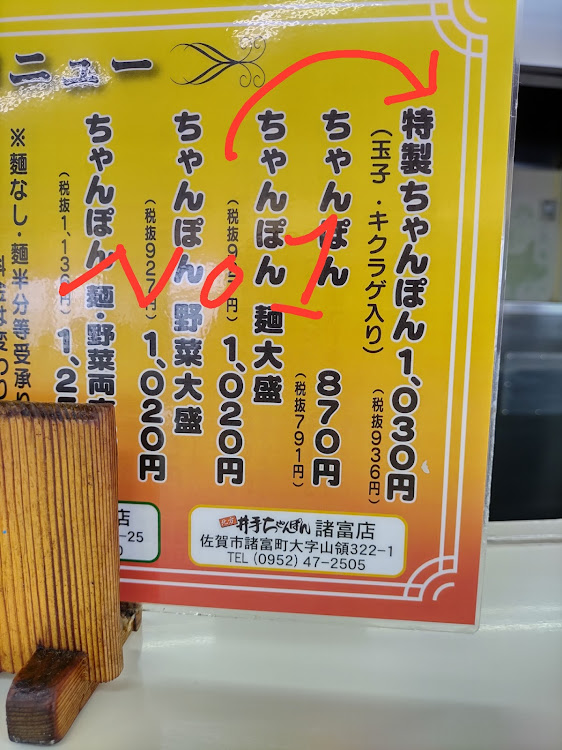 ニュー
特製ちゃんぽん 1,030円
(玉子・キクラゲ入り)
(税抜936円)
ちゃんぽん 870円
(税抜791円)
ちゃんぽん 麺大盛 1,020円
ちゃんぽん 野菜大盛 1,020円
(税抜927円)
ちゃんぽん 麺・野菜両
(税抜1,136円)
※麺なし・麺半分等受承り
No1
井手ちゃんぽん 諸富店
佐賀市諸富町大字山領322-1
TEL (0952) 47-2505
店
-25